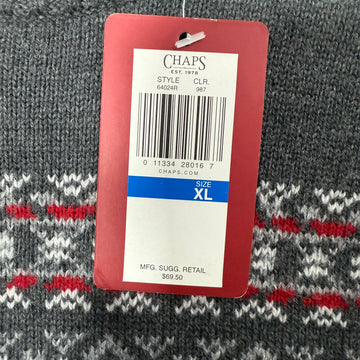 CHAPS
EST. 1978
STYLE CLR.
64024R 987
0 11334 28016 7
CHAPS.COM
SIZE
XL
MFG. SUGG. RETAIL
$69.50